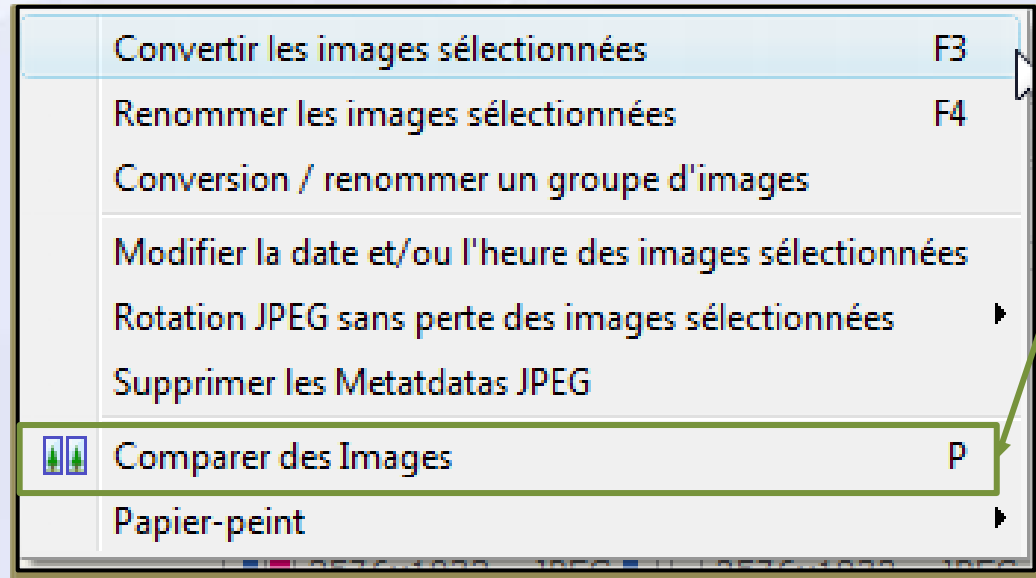 Convertir les images sélectionnées F3
Renommer les images sélectionnées F4
Conversion / renommer un groupe d'images
Modifier la date et/ou l'heure des images sélectionnées
Rotation JPEG sans perte des images sélectionnées
Supprimer les Metatdatas JPEG
Comparer des Images P
Papier-peint